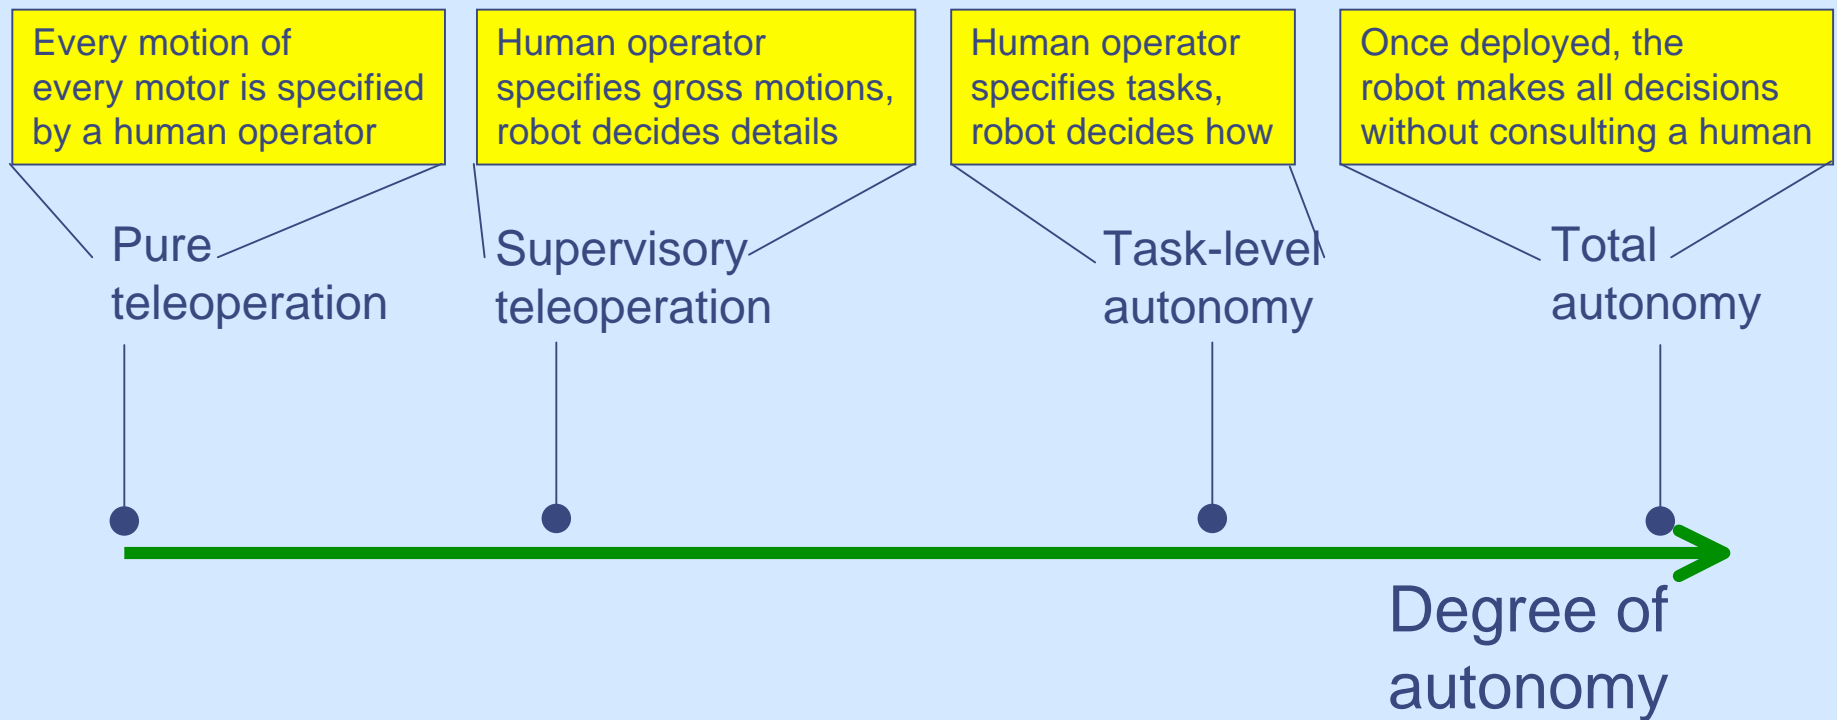 Every motion of
every motor is specified
by a human operator
Human operator
specifies gross motions,
robot decides details
Human operator
specifies tasks,
robot decides how
Once deployed, the
robot makes all decisions
without consulting a human
Pure
teleoperation
Supervisory
teleoperation
Task-level
autonomy
Total
autonomy
Degree of
autonomy